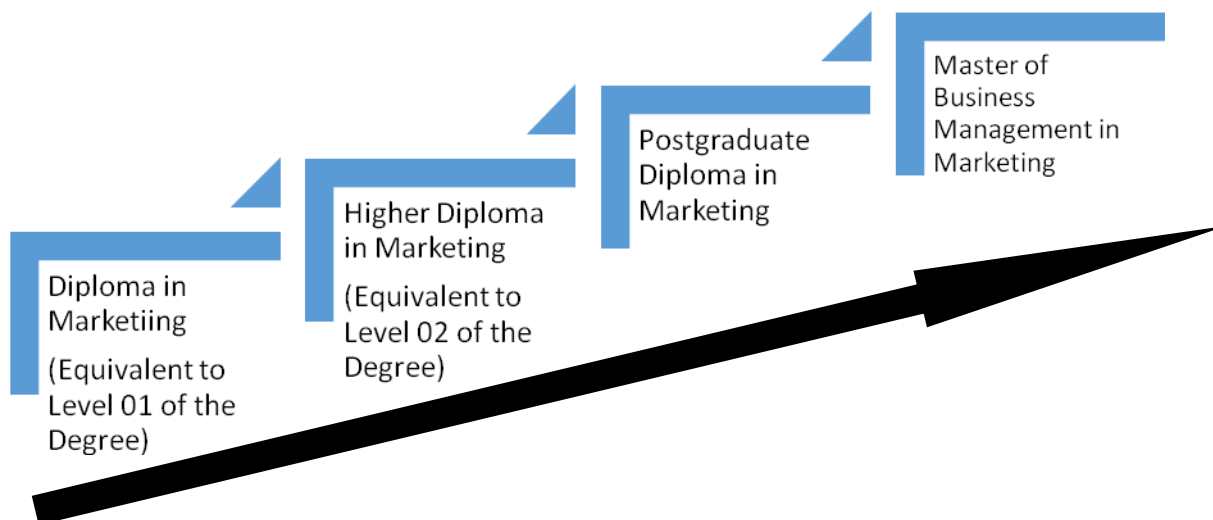 Diploma in
Marketiing
(Equivalent to
Level 01 of the
Degree)
Higher Diploma
in Marketing
(Equivalent to
Level 02 of the
Degree)
Postgraduate
Diploma in
Marketing
Master of
Business
Management in
Marketing